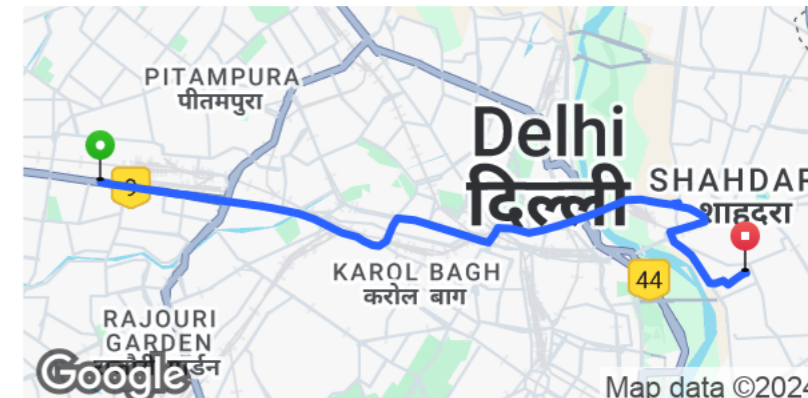 PITAMPURA
पीतमपुरा
9
Delhi
दिल्ली
SHAHDAR
शाहदरा
KAROL BAGH
करोल बाग
44
RAJOURI
GARDEN
Google
Map data ©2024